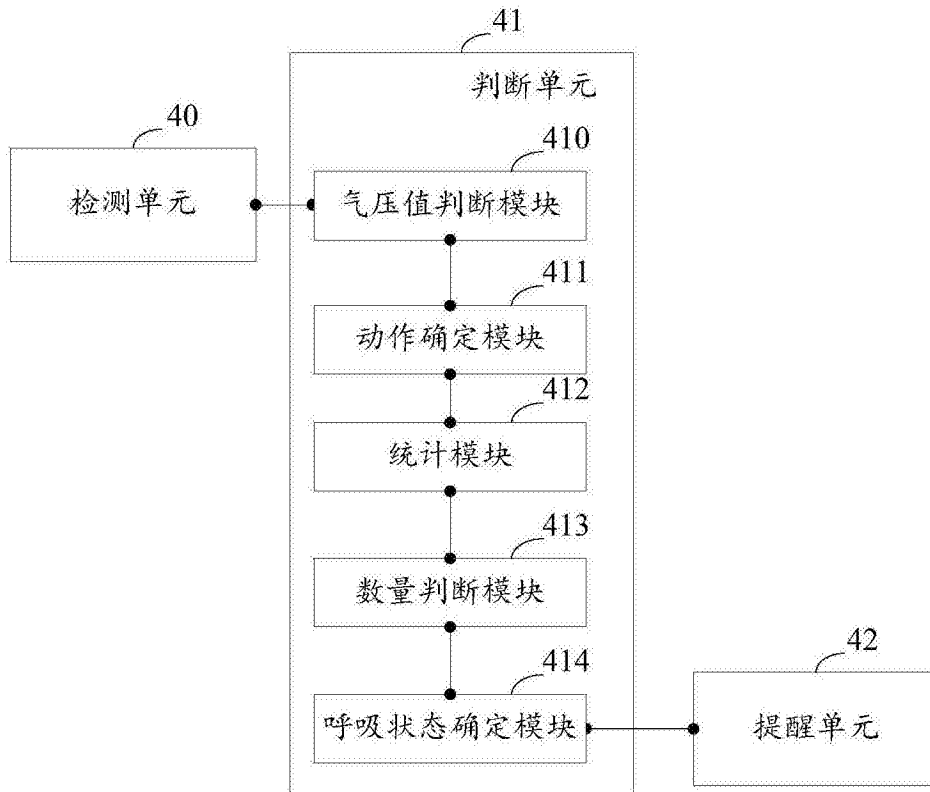 41
判断单元
40
检测单元
410
气压值判断模块
411
动作确定模块
412
统计模块
413
数量判断模块
414
呼吸状态确定模块
42
提醒单元